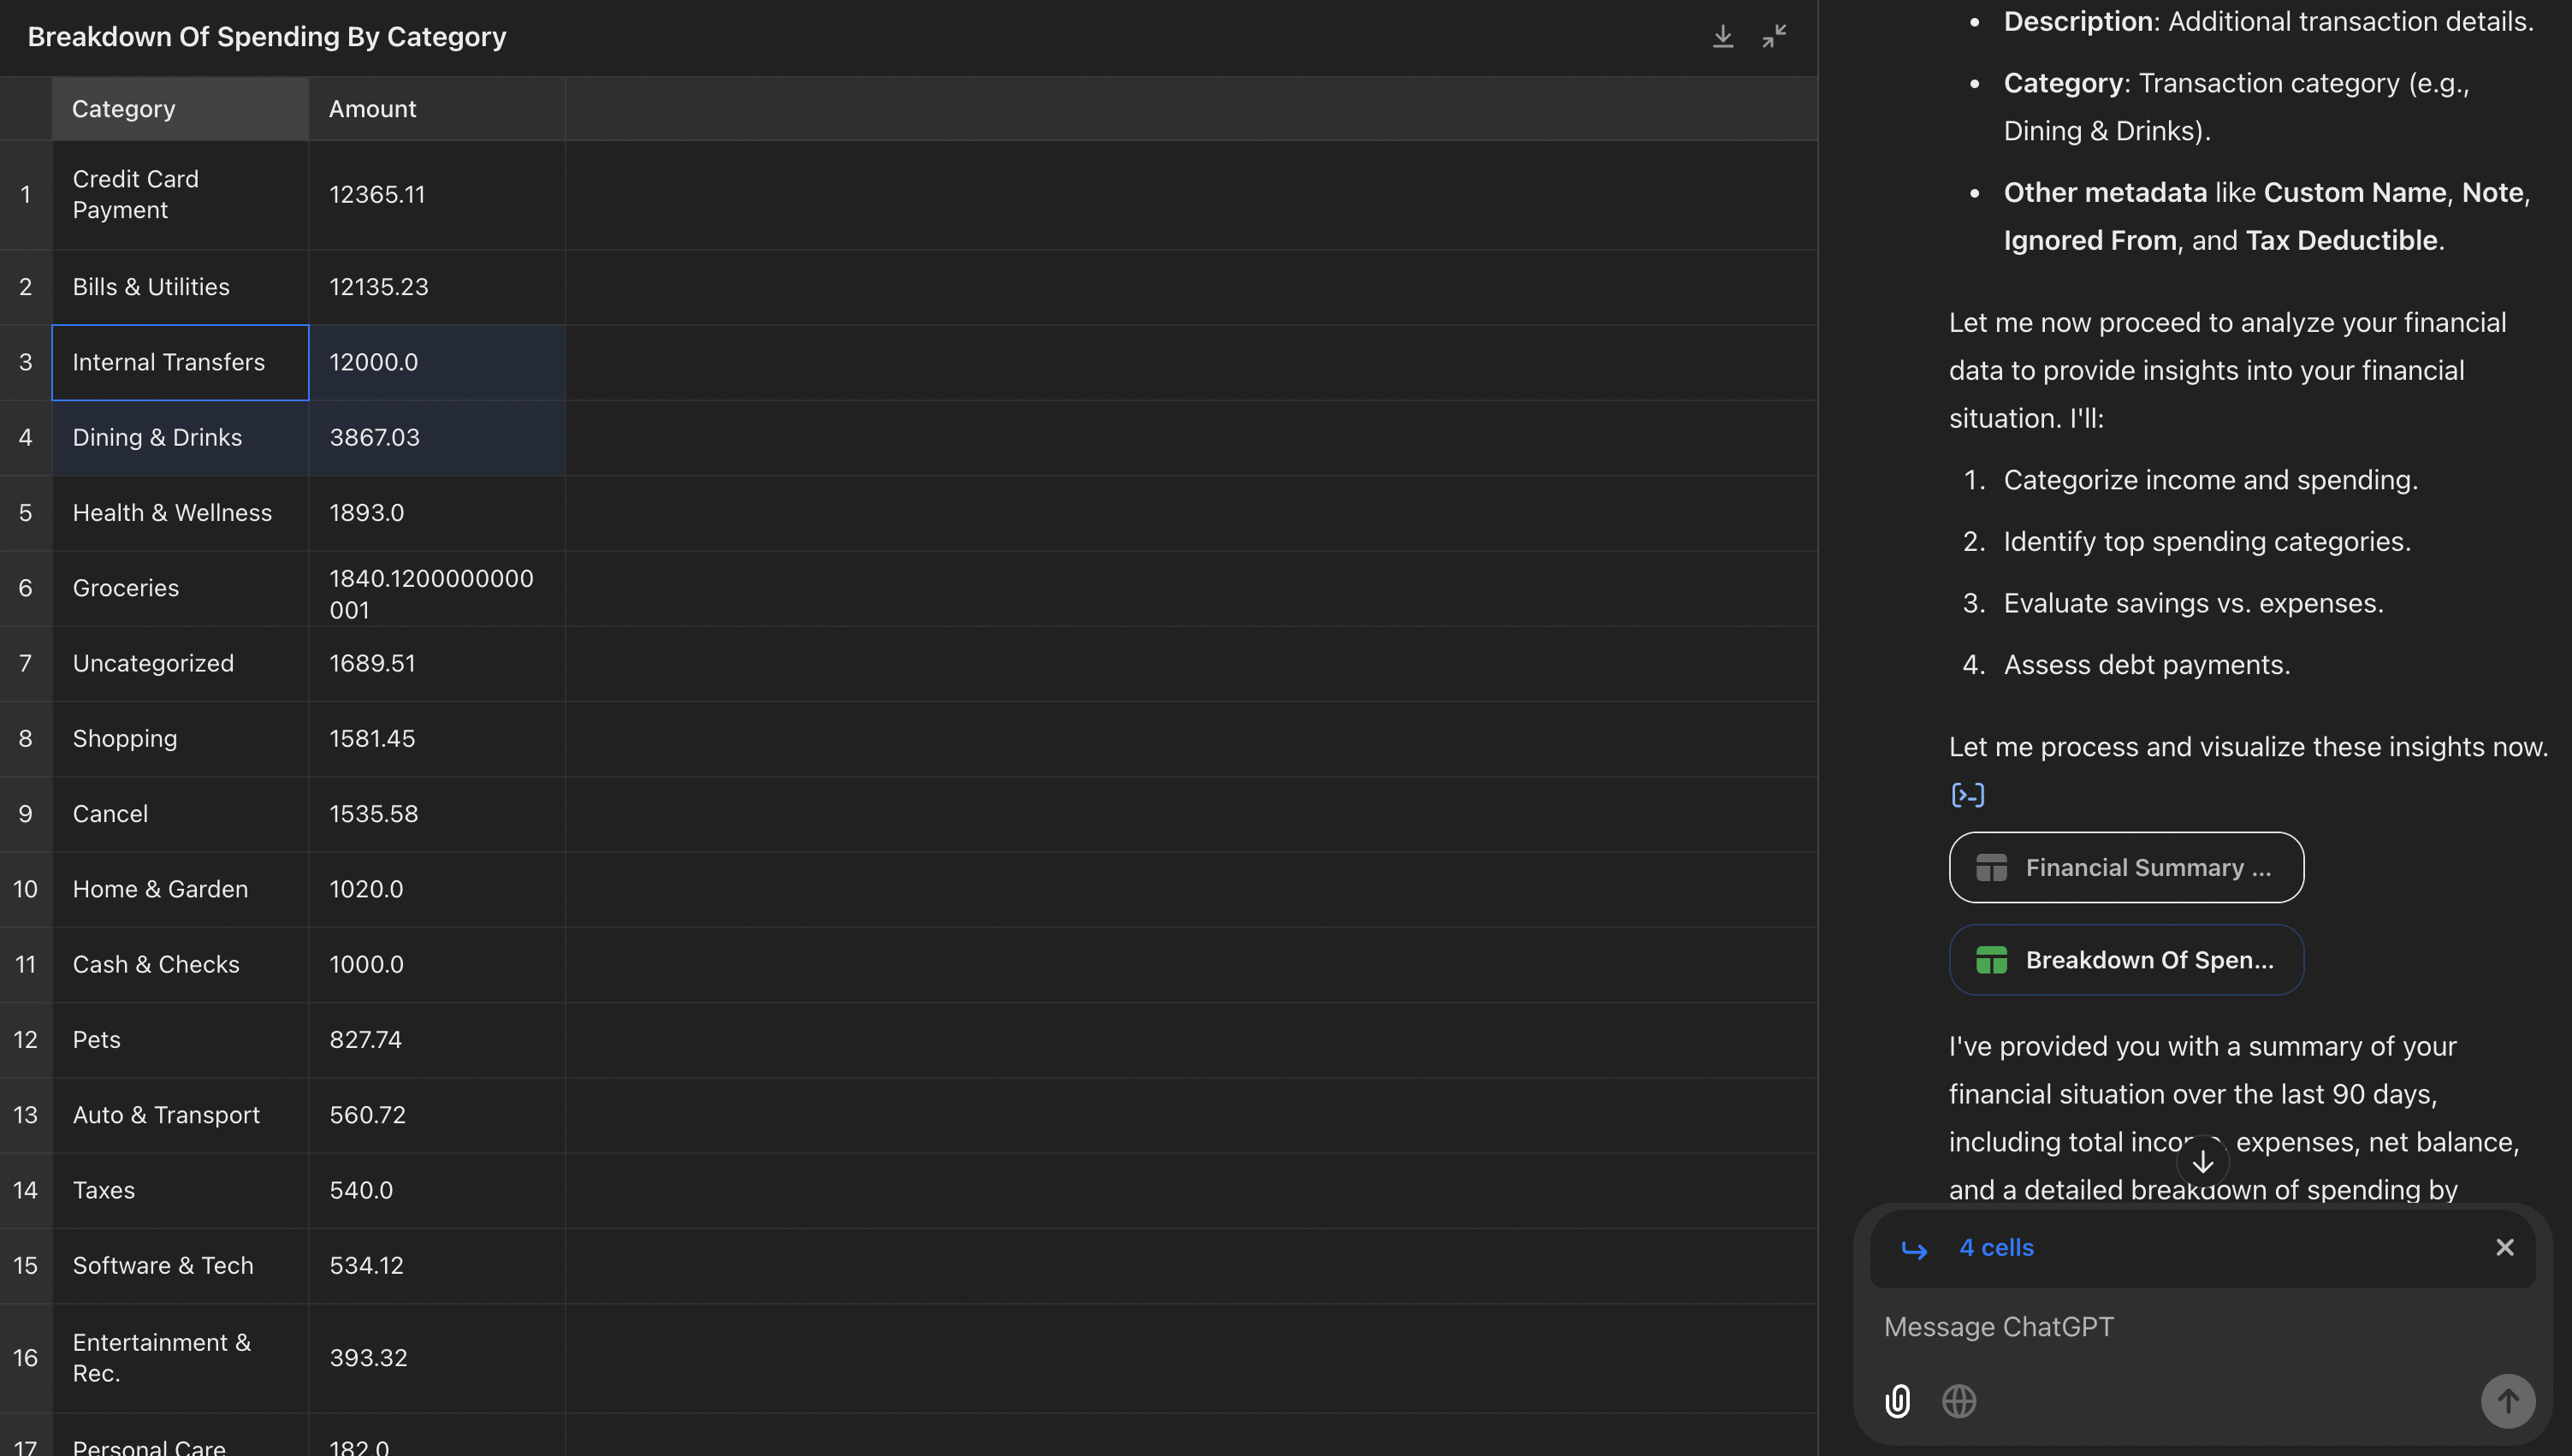 Breakdown Of Spending By Category
Category Amount
1 Credit Card
Payment 12365.11
2 Bills & Utilities 12135.23
3 Internal Transfers 12000.0
4 Dining & Drinks 3867.03
5 Health & Wellness 1893.0
6 Groceries 1840.1200000000
001
7 Uncategorized 1689.51
8 Shopping 1581.45
9 Cancel 1535.58
10 Home & Garden 1020.0
11 Cash & Checks 1000.0
12 Pets 827.74
13 Auto & Transport 560.72
14 Taxes 540.0
15 Software & Tech 534.12
16 Entertainment &
Rec. 393.32
17 Personal Care 182.0
• Description: Additional transaction details.
• Category: Transaction category (e.g.,
Dining & Drinks).
• Other metadata like Custom Name, Note,
Ignored From, and Tax Deductible.
Let me now proceed to analyze your financial
data to provide insights into your financial
situation. I'll:
1. Categorize income and spending.
2. Identify top spending categories.
3. Evaluate savings vs. expenses.
4. Assess debt payments.
Let me process and visualize these insights now.
Financial Summary ...
Breakdown Of Spen...
I've provided you with a summary of your
financial situation over the last 90 days,
including total income, expenses, net balance,
and a detailed breakdown of spending by
4 cells
Message ChatGPT